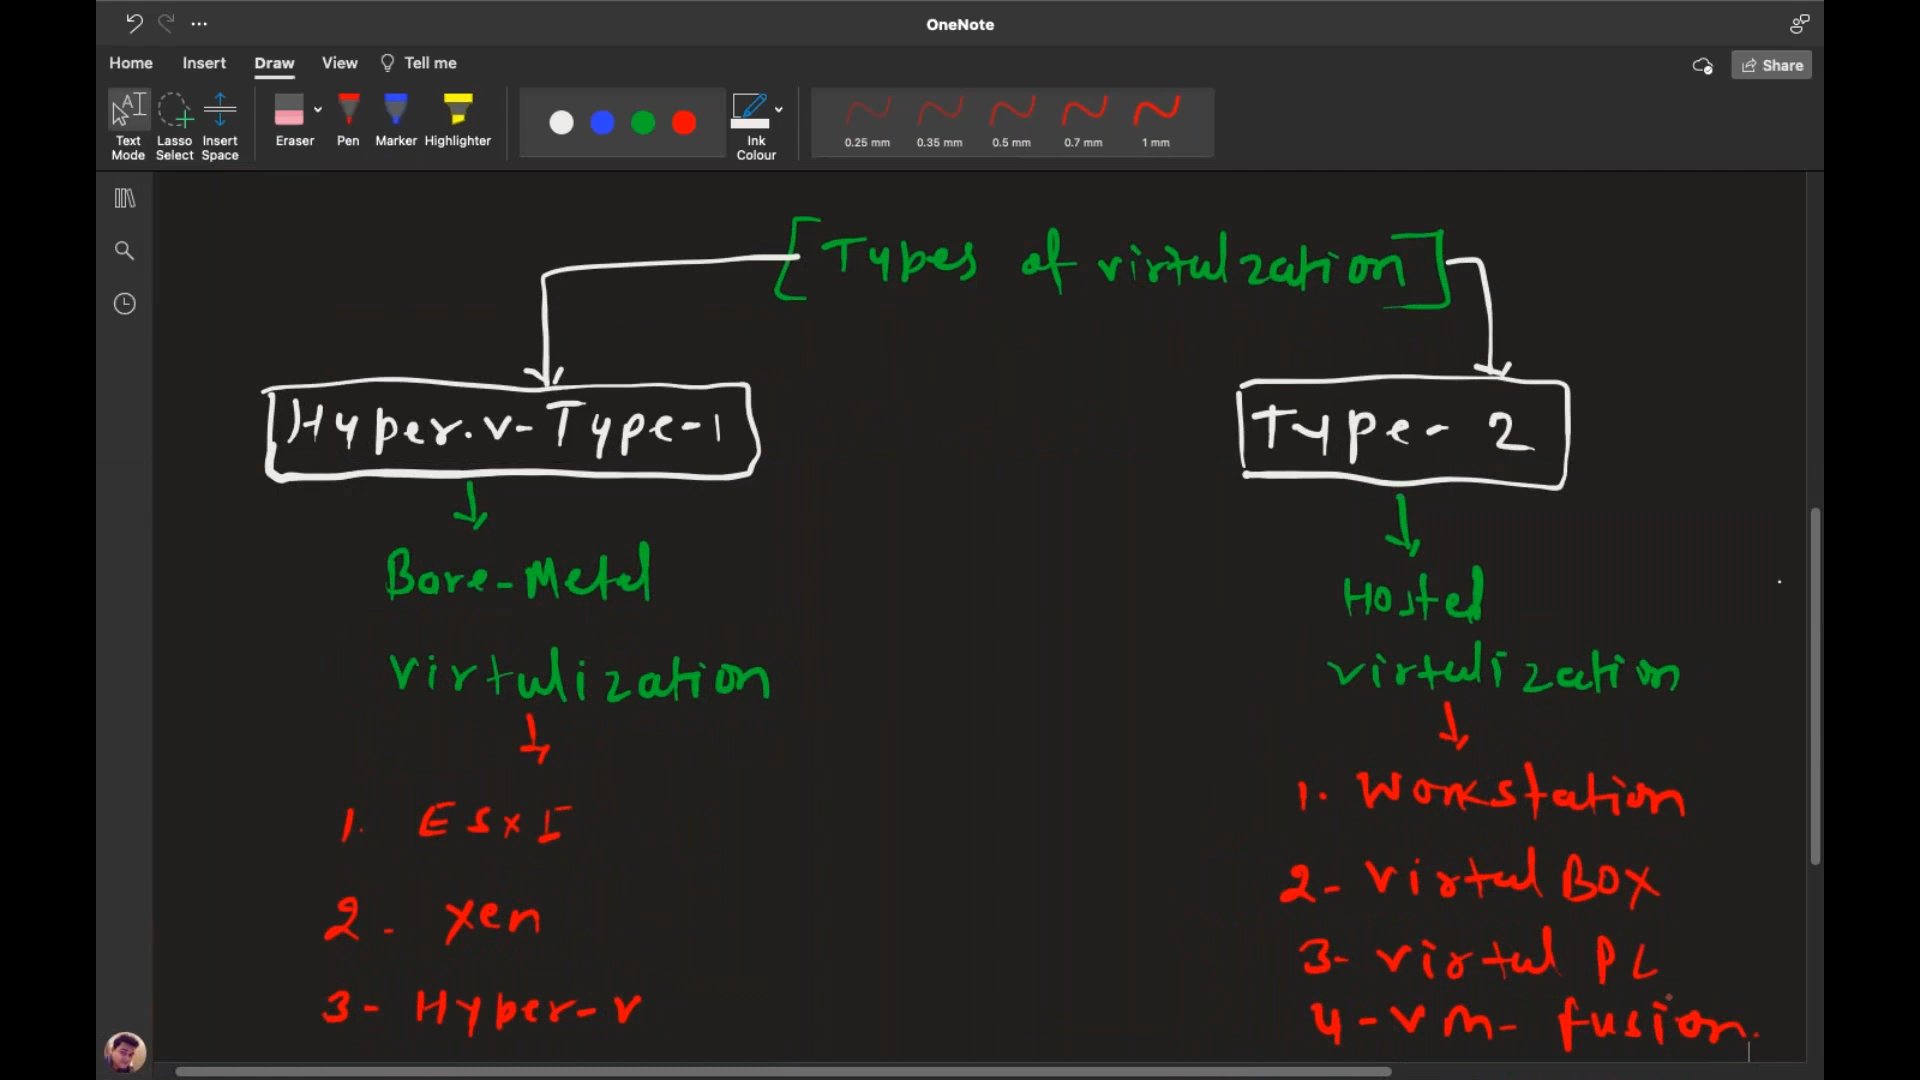 OneNote
Home Insert Draw View Tell me
Share
Text Mode
Lasso Select
Insert Space
Eraser
Pen
Marker
Highlighter
Ink Colour
0.25 mm
0.35 mm
0.5 mm
0.7 mm
1 mm
[Types of virtulzation]
Hyper.v-Type-1
Type-2
Bare-Metal
Virtulization
1. ESXI
2- Xen
3- Hyper-v
Hosted
virtulization
1. Workstation
2- Virtul BOX
3- Virtul PC
4-vm-fusion.